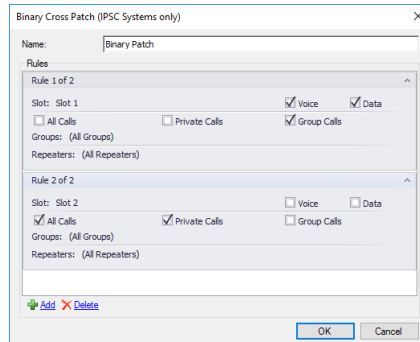 Binary Cross Patch (IPSC Systems only)
Name: Binary Patch
Rules
Rule 1 of 2
Slot: Slot 1 Voice Data
All Calls Private Calls Group Calls
Groups: (All Groups)
Repeaters: (All Repeaters)
Rule 2 of 2
Slot: Slot 2 Voice Data
All Calls Private Calls Group Calls
Groups: (All Groups)
Repeaters: (All Repeaters)
Add Delete
OK Cancel